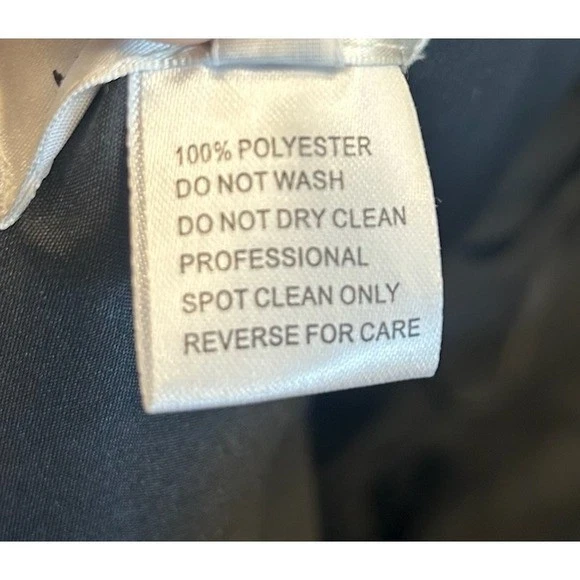 100% POLYESTER
DO NOT WASH
DO NOT DRY CLEAN
PROFESSIONAL
SPOT CLEAN ONLY
REVERSE FOR CARE